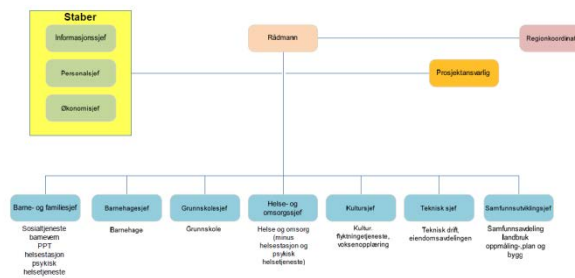 Staber
Informasjonssjef
Personalsjef
Økonomisjef
Rådmann
Regionkoordinat
Prosjektansvarlig
Barne- og familiesjef
Barnehagesjef
Grunnskolesjef
Helse- og
omsorgssjef
Kultursjef
Teknisk sjef
Samfunnsutviklingsjef
Sosialtjeneste
barnevern
PPT
helsestasjon
psykisk
helsetjeneste
Barnehage
Grunnskole
Helse og omsorg
(minus
helsestasjon og
psykisk
helsetjeneste)
Kultur.
flyktningetjeneste,
voksenopplæring
Teknisk drift,
eiendomsavdelingen
Samfunnsavdeling
landbruk
oppmåling-,plan og
bygg